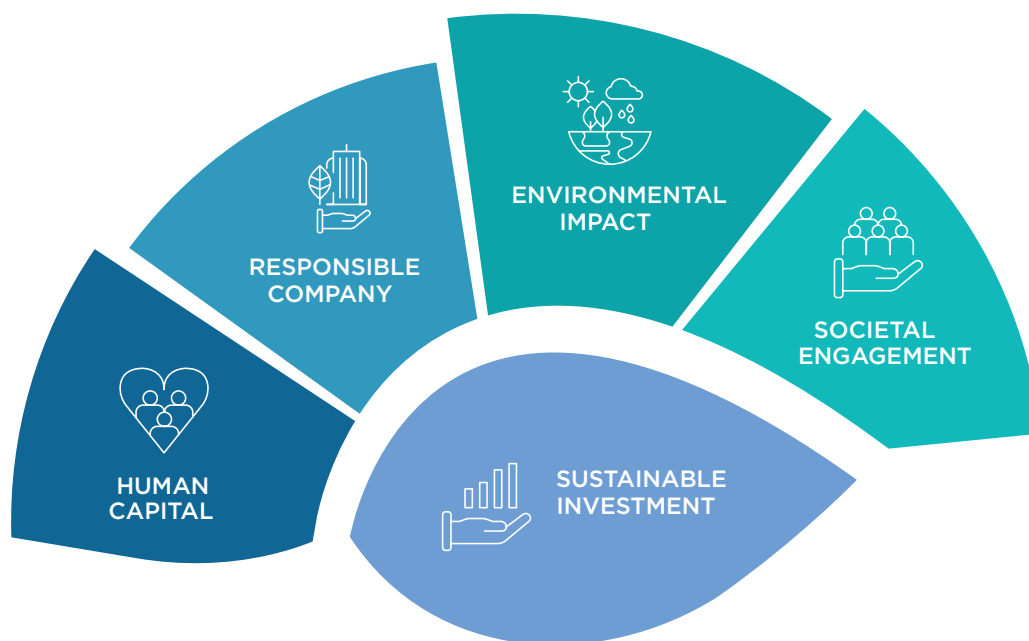 HUMAN
CAPITAL
RESPONSIBLE
COMPANY
ENVIRONMENTAL
IMPACT
SOCIETAL
ENGAGEMENT
SUSTAINABLE
INVESTMENT